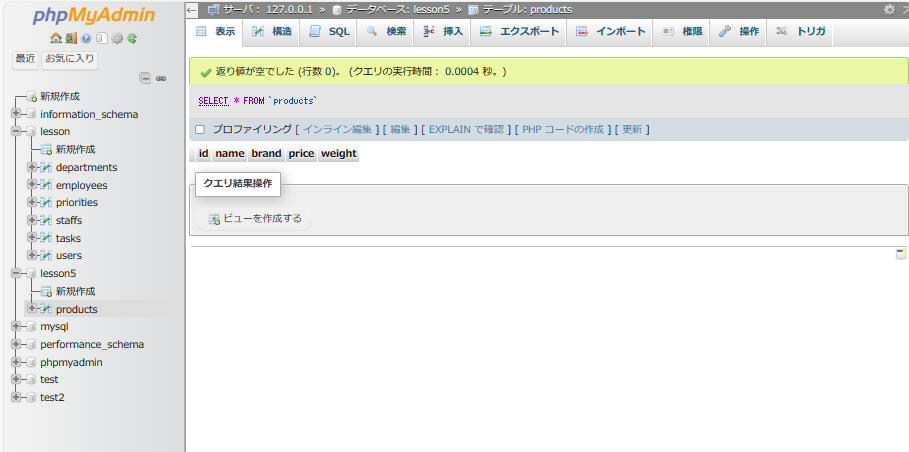 phpMyAdmin
最近 お気に入り
新規作成
information_schema
lesson
新規作成
departments
employees
priorities
staffs
tasks
users
lesson5
新規作成
products
mysql
performance_schema
phpmyadmin
test
test2
サーバ: 127.0.0.1 » データベース: lesson5 » テーブル: products
表示 構造 SQL 検索 挿入 エクスポート インポート 権限 操作 トリガ
返り値が空でした (行数 0)。 (クエリの実行時間: 0.0004 秒。)
SELECT * FROM `products`
プロファイリング [ インライン編集 ] [ 編集 ] [ EXPLAIN で確認 ] [ PHP コードの作成 ] [ 更新 ]
id name brand price weight
クエリ結果操作
ビューを作成する